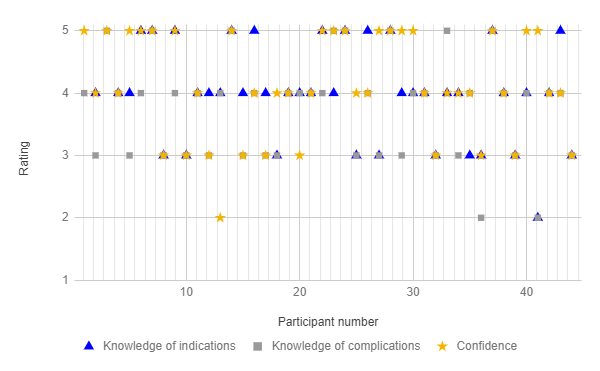 5
4
Rating
3
2
1
10
20
30
40
Participant number
Knowledge of indications
Knowledge of complications
Confidence